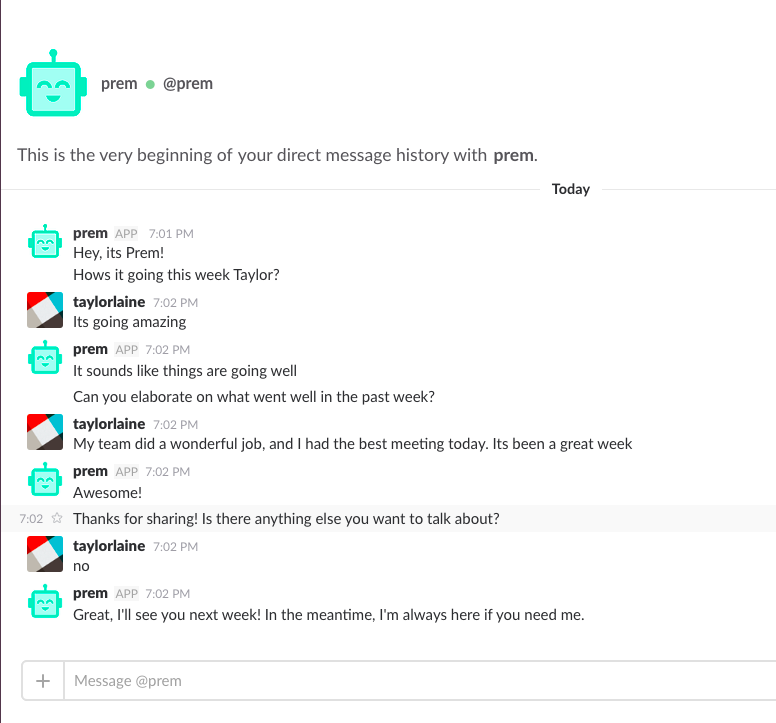 prem @prem
This is the very beginning of your direct message history with prem.
Today
prem APP 7:01 PM
Hey, its Prem!
Hows it going this week Taylor?
taylorlaine 7:02 PM
Its going amazing
prem APP 7:02 PM
It sounds like things are going well
Can you elaborate on what went well in the past week?
taylorlaine 7:02 PM
My team did a wonderful job, and I had the best meeting today. Its been a great week
prem APP 7:02 PM
Awesome!
7:02 Thanks for sharing! Is there anything else you want to talk about?
taylorlaine 7:02 PM
no
prem APP 7:02 PM
Great, I'll see you next week! In the meantime, I'm always here if you need me.
Message @prem